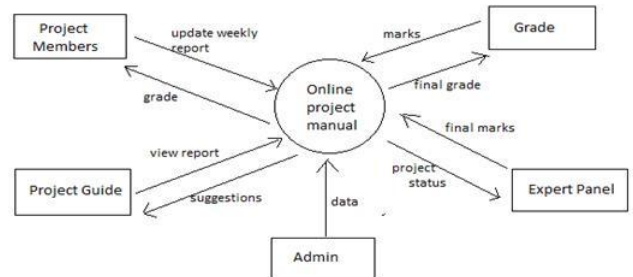 Project
Members
update weekly
report
marks
Grade
grade
Online
project
manual
final grade
final marks
view report
Project Guide
suggestions
project
status
Expert Panel
data
Admin